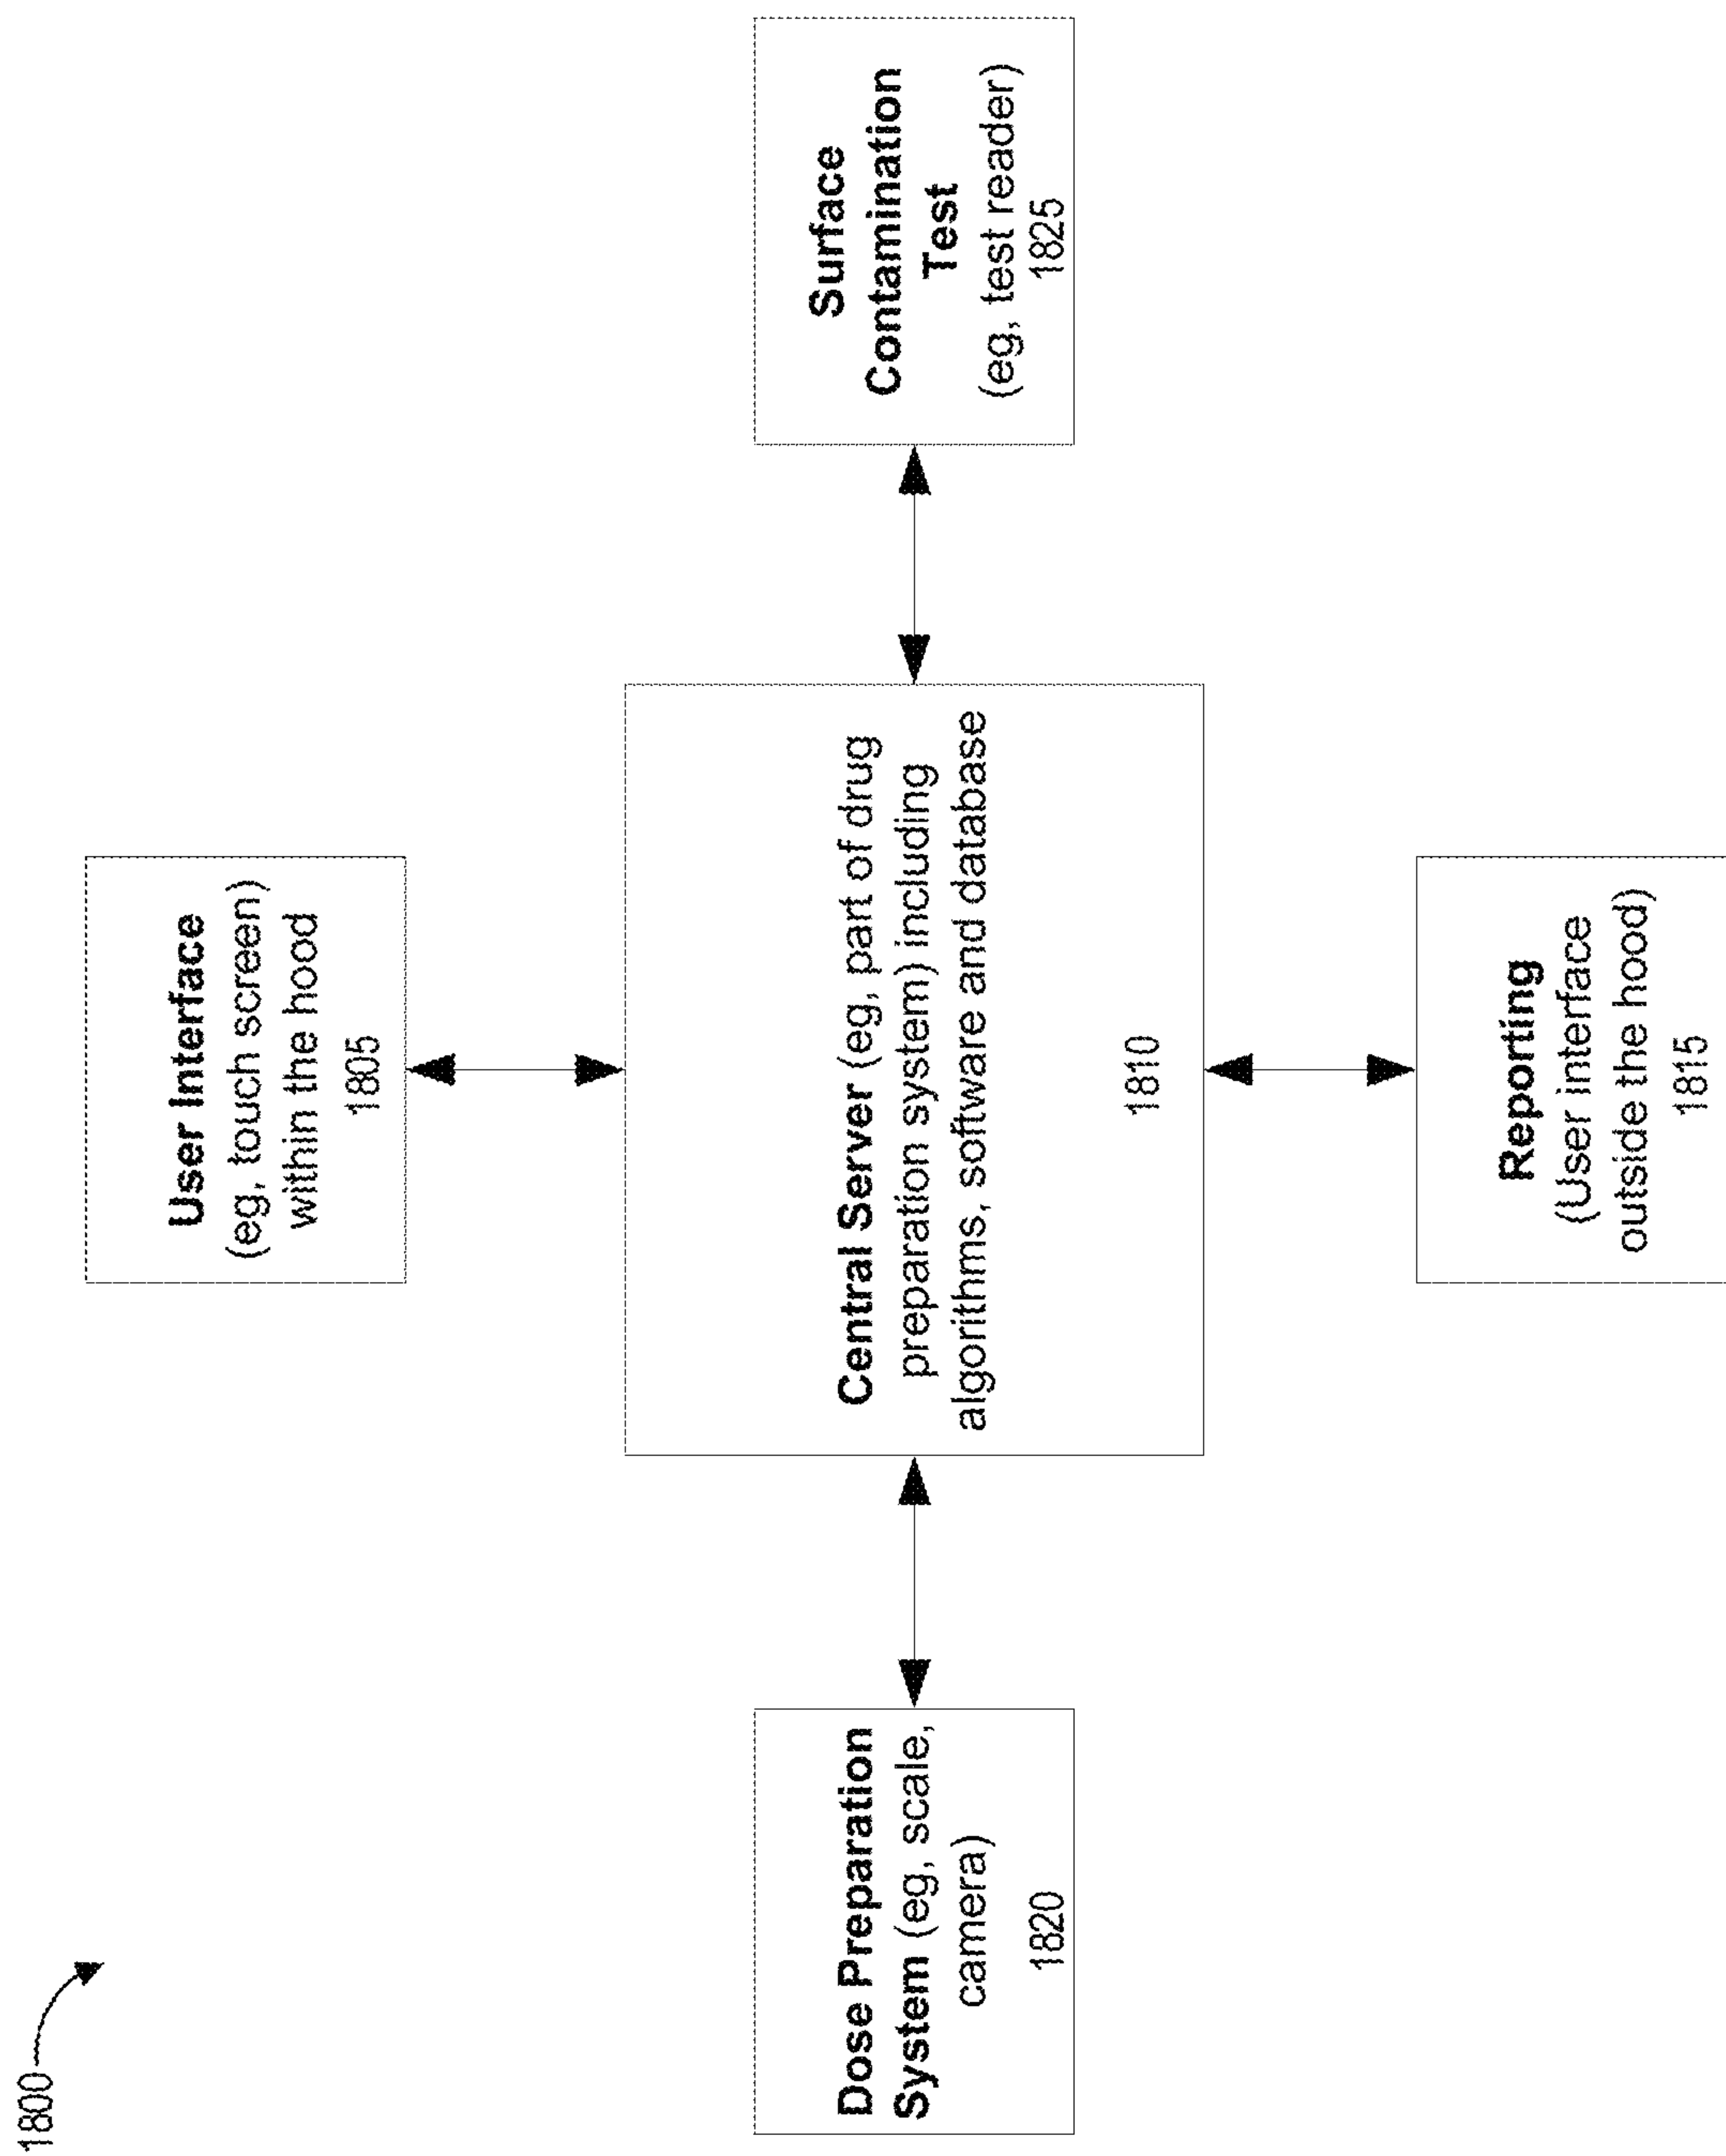 1800
User Interface
(eg, touch screen)
within the hood
1805
Dose Preparation
System (eg, scale,
camera)
1820
Central Server (eg, part of drug
preparation system) including
algorithms, software and database
1810
Surface
Contamination
Test
(eg, test reader)
1825
Reporting
(User interface
outside the hood)
1815